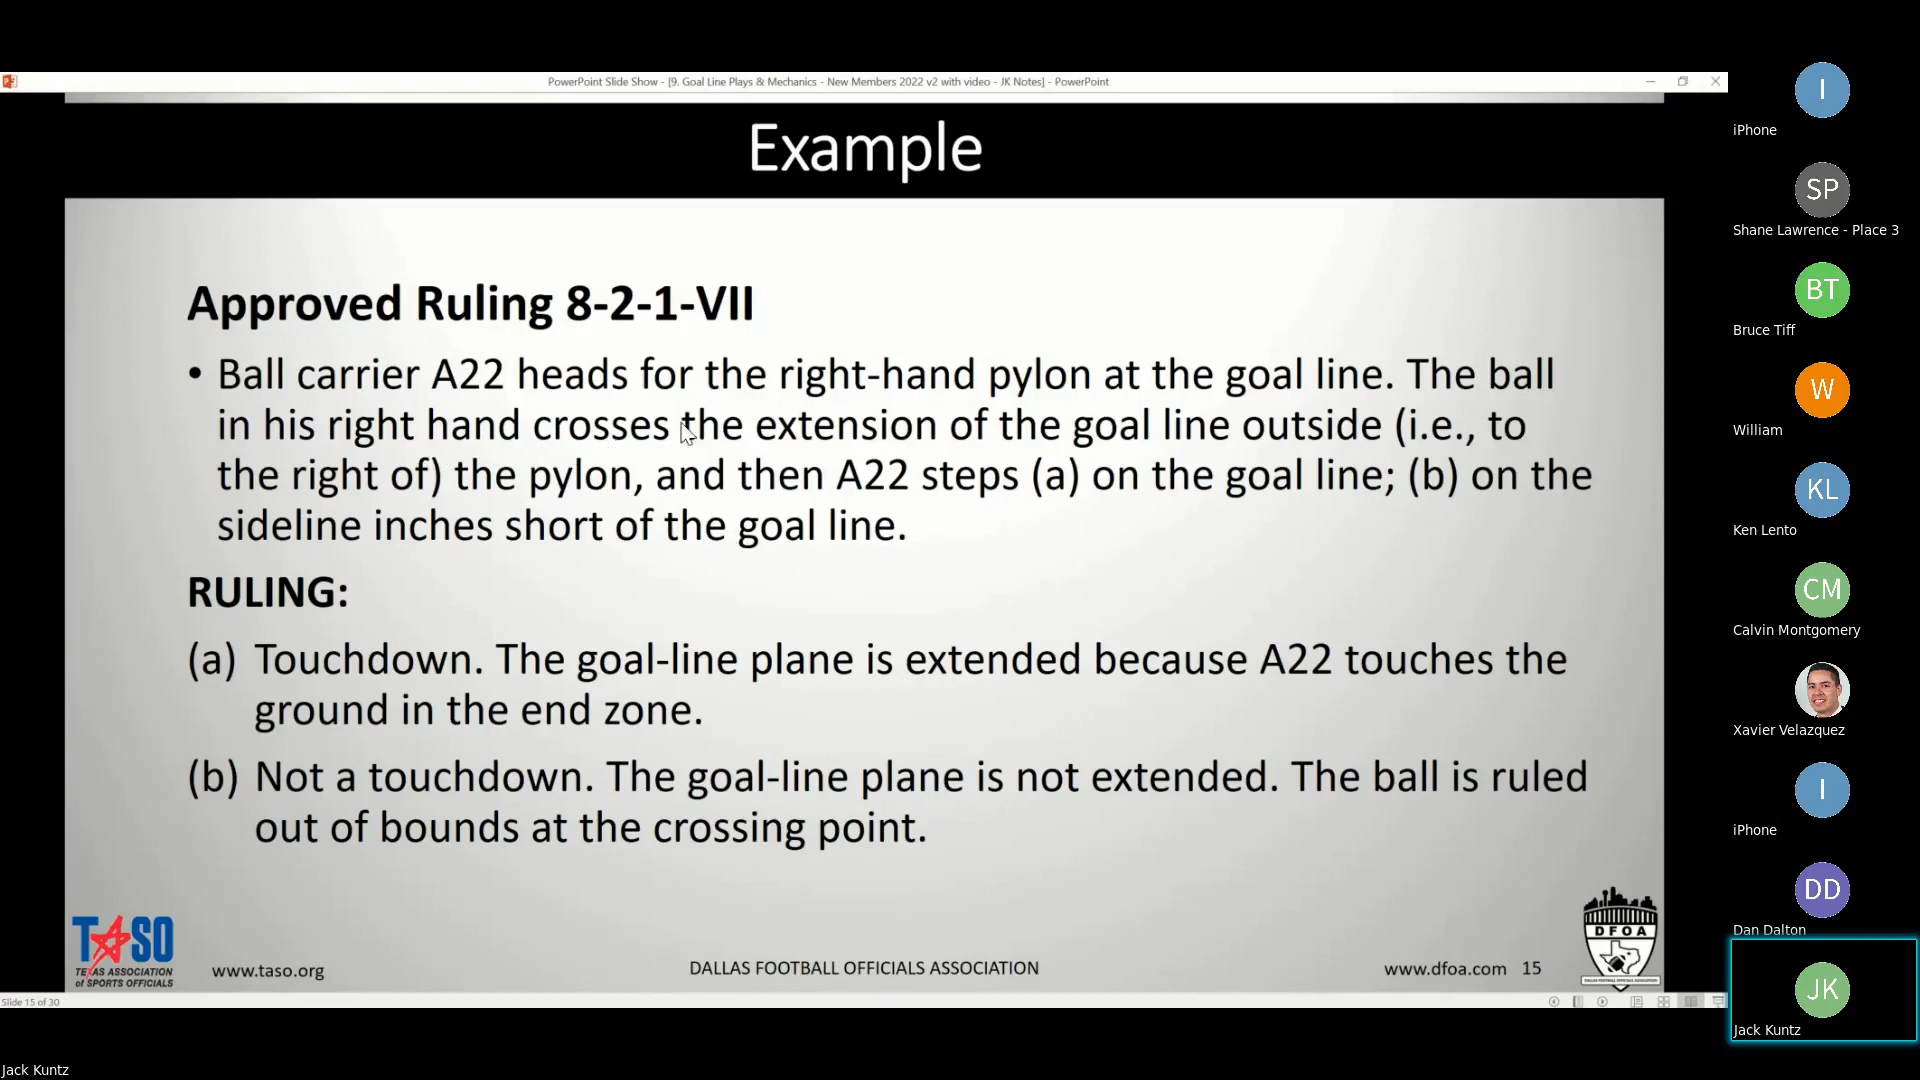 PowerPoint Slide Show - [9. Goal Line Plays & Mechanics - New Members 2022 v2 with video - JK Notes] - PowerPoint
Example
Approved Ruling 8-2-1-VII
• Ball carrier A22 heads for the right-hand pylon at the goal line. The ball
in his right hand crosses the extension of the goal line outside (i.e., to
the right of) the pylon, and then A22 steps (a) on the goal line; (b) on the
sideline inches short of the goal line.
RULING:
(a) Touchdown. The goal-line plane is extended because A22 touches the
ground in the end zone.
(b) Not a touchdown. The goal-line plane is not extended. The ball is ruled
out of bounds at the crossing point.
TASO
TEXAS ASSOCIATION
of SPORTS OFFICIALS
www.taso.org
DALLAS FOOTBALL OFFICIALS ASSOCIATION
www.dfoa.com 15
DFOA
DALLAS FOOTBALL OFFICIALS ASSOCIATION
Slide 15 of 30
Jack Kuntz
I
iPhone
SP
Shane Lawrence - Place 3
BT
Bruce Tiff
W
William
KL
Ken Lento
CM
Calvin Montgomery
Xavier Velazquez
I
iPhone
DD
Dan Dalton
JK
Jack Kuntz